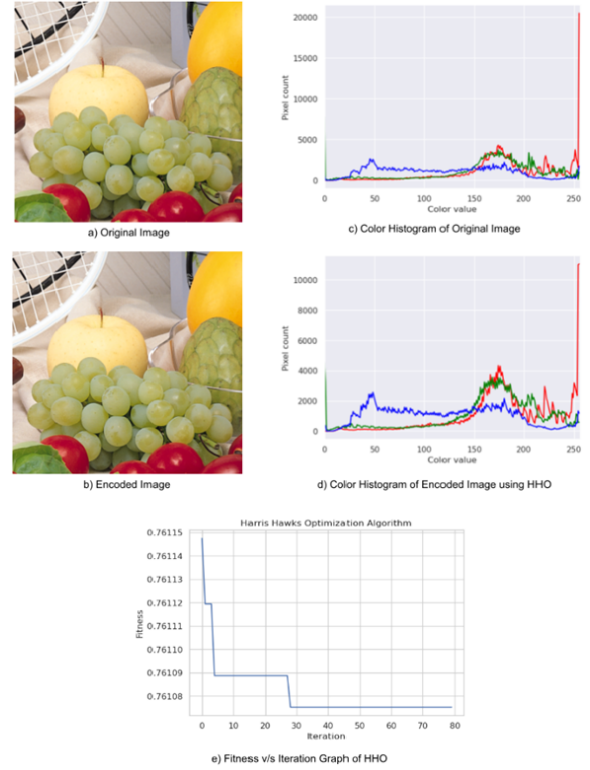 20000
15000
10000
5000
0
Pixel count
0 50 100 150 200 250
Color value
a) Original Image
c) Color Histogram of Original Image
10000
8000
6000
4000
2000
0
Pixel count
0 50 100 150 200 250
Color value
b) Encoded Image
d) Color Histogram of Encoded Image using HHO
Harris Hawks Optimization Algorithm
0.76115
0.76114
0.76113
0.76112
0.76111
0.76110
0.76109
0.76108
Fitness
0 10 20 30 40 50 60 70 80
Iteration
e) Fitness v/s Iteration Graph of HHO